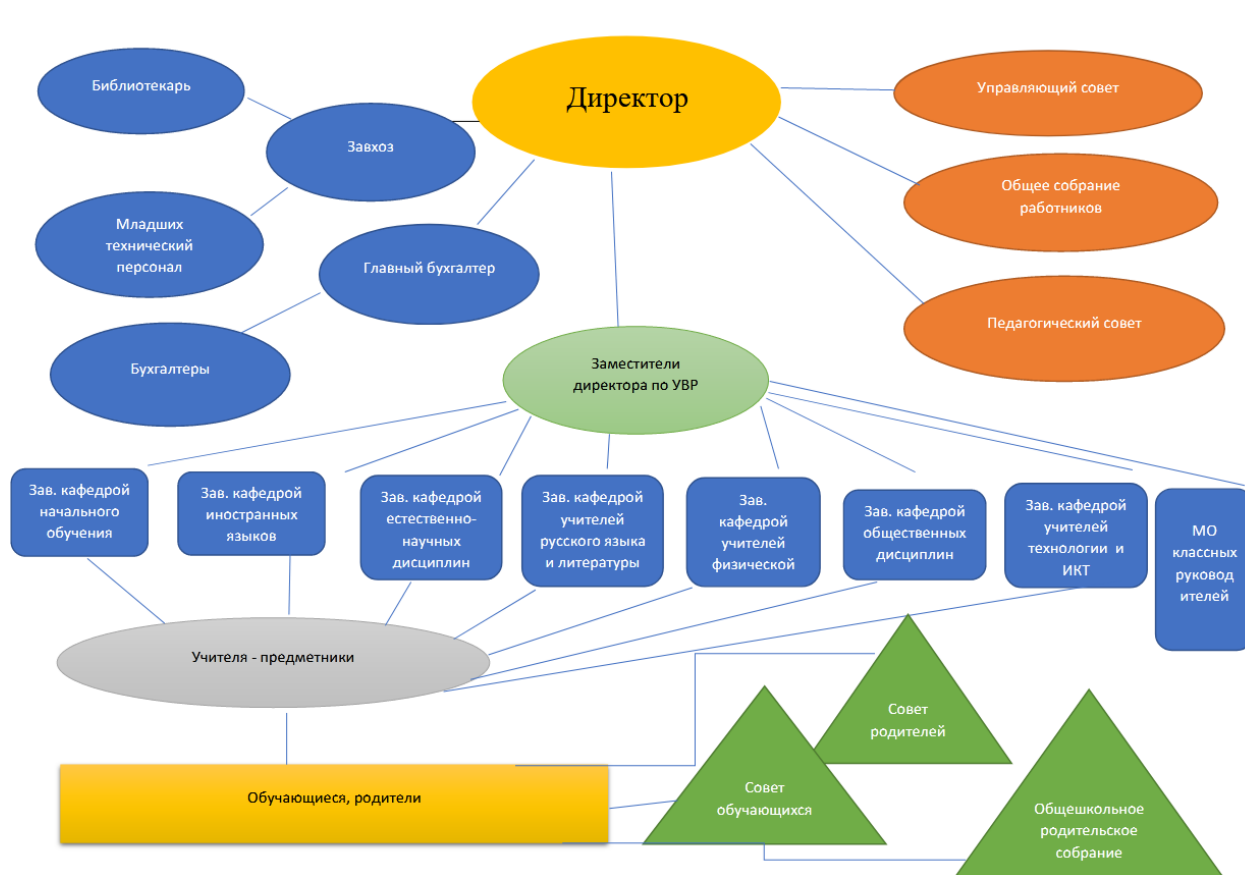 Директор
Библиотекарь
Завхоз
Младших
технический
персонал
Главный бухгалтер
Бухгалтеры
Управляющий совет
Общее собрание
работников
Педагогический совет
Заместители
директора по УВР
Зав. кафедрой
начального
обучения
Зав. кафедрой
иностранных
языков
Зав. кафедрой
естественно-
научных
дисциплин
Зав. кафедрой
учителей
русского языка
и литературы
Зав.
кафедрой
учителей
физической
Зав. кафедрой
общественных
дисциплин
Зав. кафедрой
учителей
технологии и
ИКТ
МО
классных
руковод
ителей
Учителя - предметники
Обучающиеся, родители
Совет
родителей
Совет
обучающихся
Общешкольное
родительское
собрание